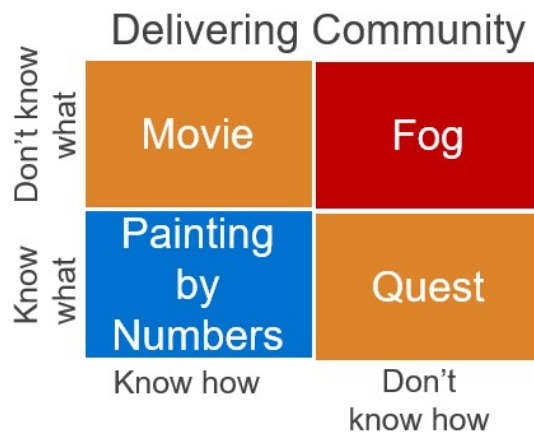 Delivering Community
Don't know
what
Movie
Fog
Know
what
Painting
by
Numbers
Quest
Know how
Don't
know how